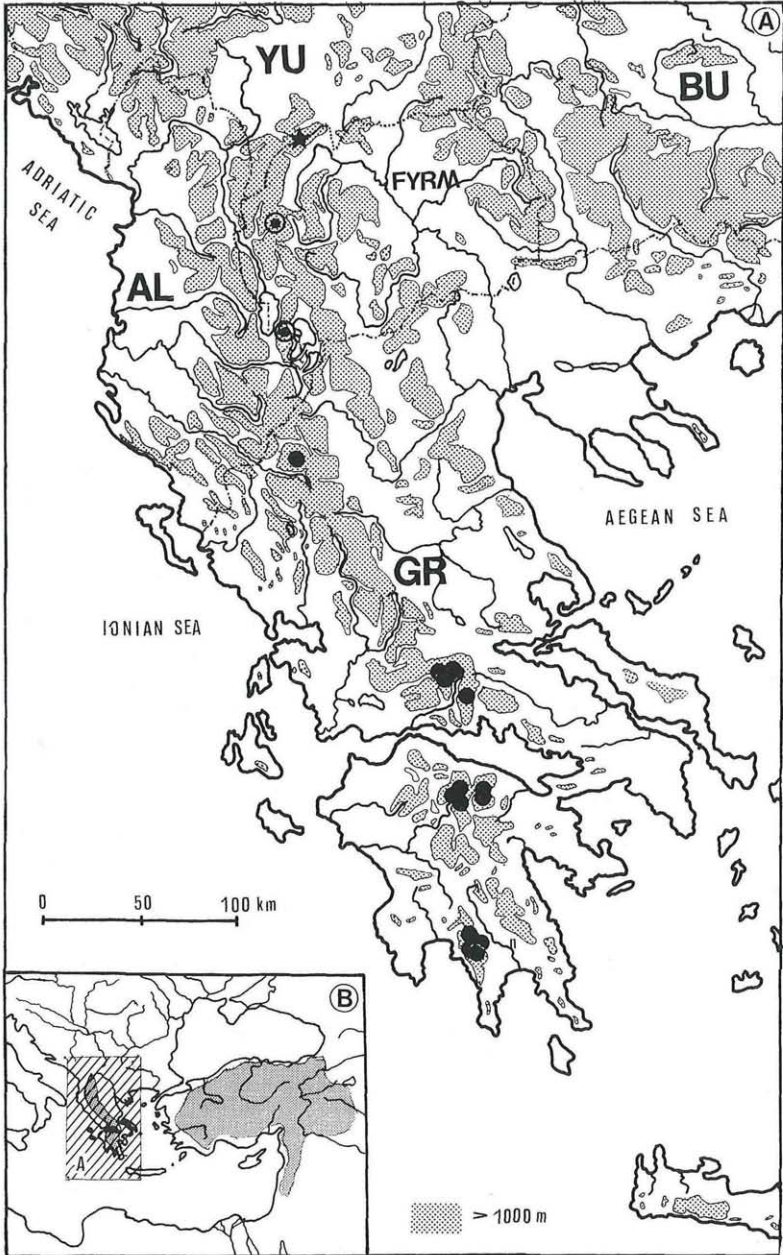 A
YU
BU
ADRIATIC
SEA
FYRM
AL
AEGEAN SEA
GR
IONIAN SEA
0 50 100 km
B
A
> 1000 m